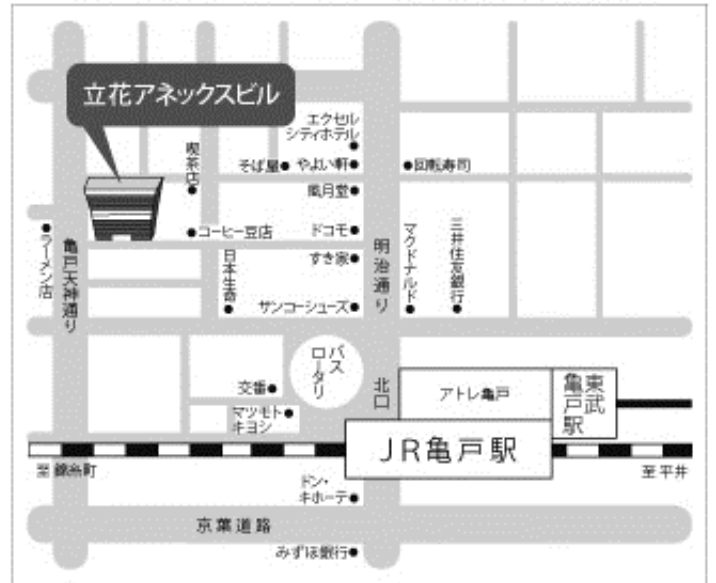 立花アネックスビル
エクセル
シティホテル
喫茶店
そば屋
やよい軒
回転寿司
風月堂
ラーメン店
亀戸天神通り
コーヒー豆店
日本生命
ドコモ
すき家
サンコーシューズ
明治通り
マクドナルド
三井住友銀行
バス
ロータリー
交番
マツモト
キヨシ
北口
アトレ亀戸
東武
亀戸駅
JR亀戸駅
至 錦糸町
至 平井
ドン・
キホーテ
京葉道路
みずほ銀行